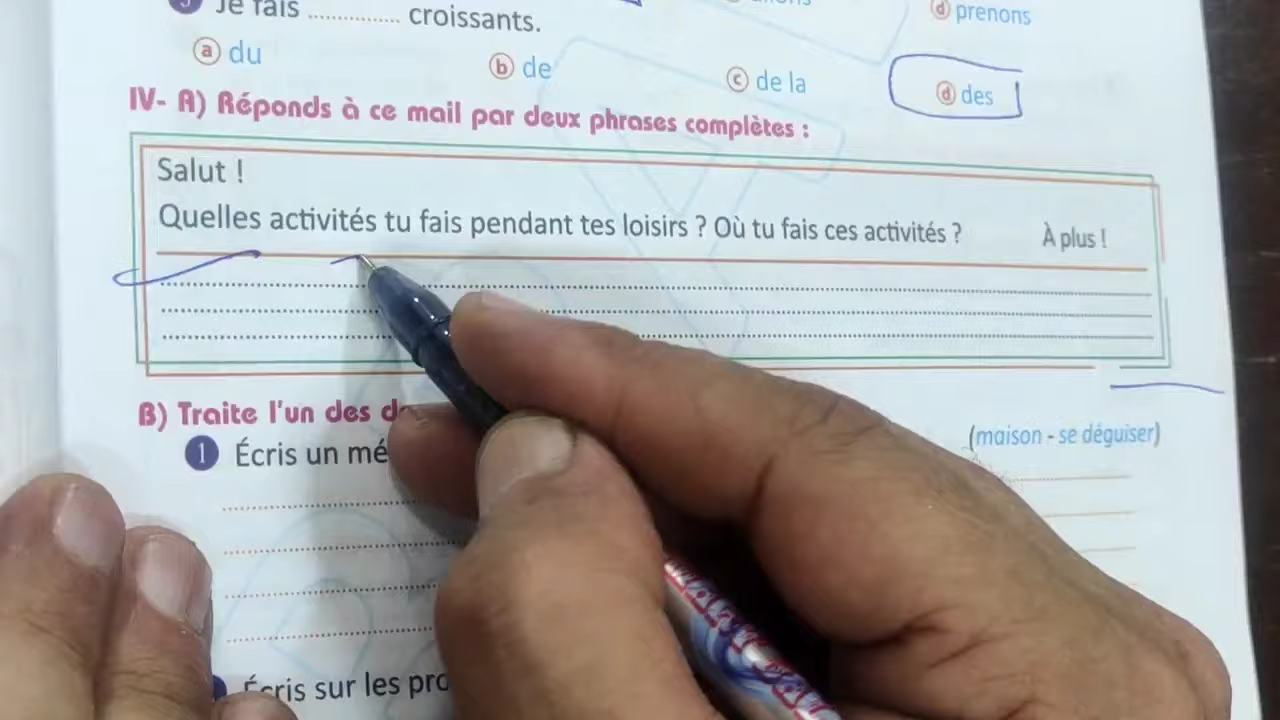 3 Je fais .............. croissants.
d prenons
a du
b de
c de la
d des
IV- A) Réponds à ce mail par deux phrases complètes :
Salut !
Quelles activités tu fais pendant tes loisirs ? Où tu fais ces activités ? À plus !
B) Traite l'un des
1 Écris un
(maison - se déguiser)
Écris sur les